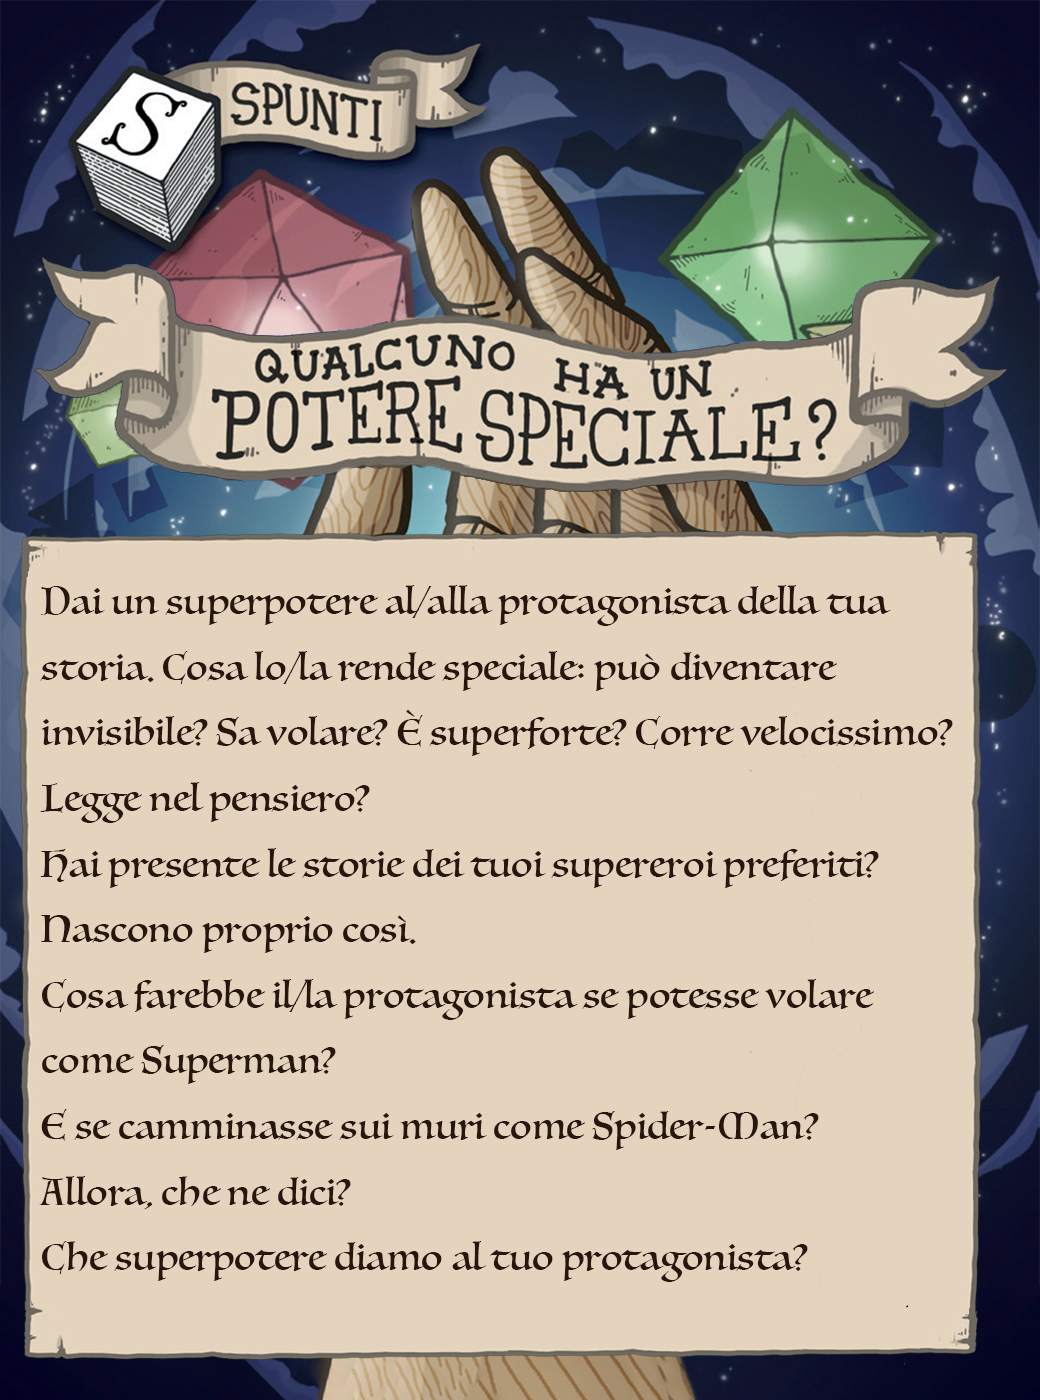 S
SPUNTI
QUALCUNO HA UN
POTERE SPECIALE?
Dai un superpotere al/alla protagonista della tua
storia. Cosa lo/la rende speciale: può diventare
invisibile? Sa volare? È superforte? Corre velocissimo?
Legge nel pensiero?
Hai presente le storie dei tuoi supereroi preferiti?
Nascono proprio così.
Cosa farebbe il/la protagonista se potesse volare
come Superman?
E se camminasse sui muri come Spider-Man?
Allora, che ne dici?
Che superpotere diamo al tuo protagonista?